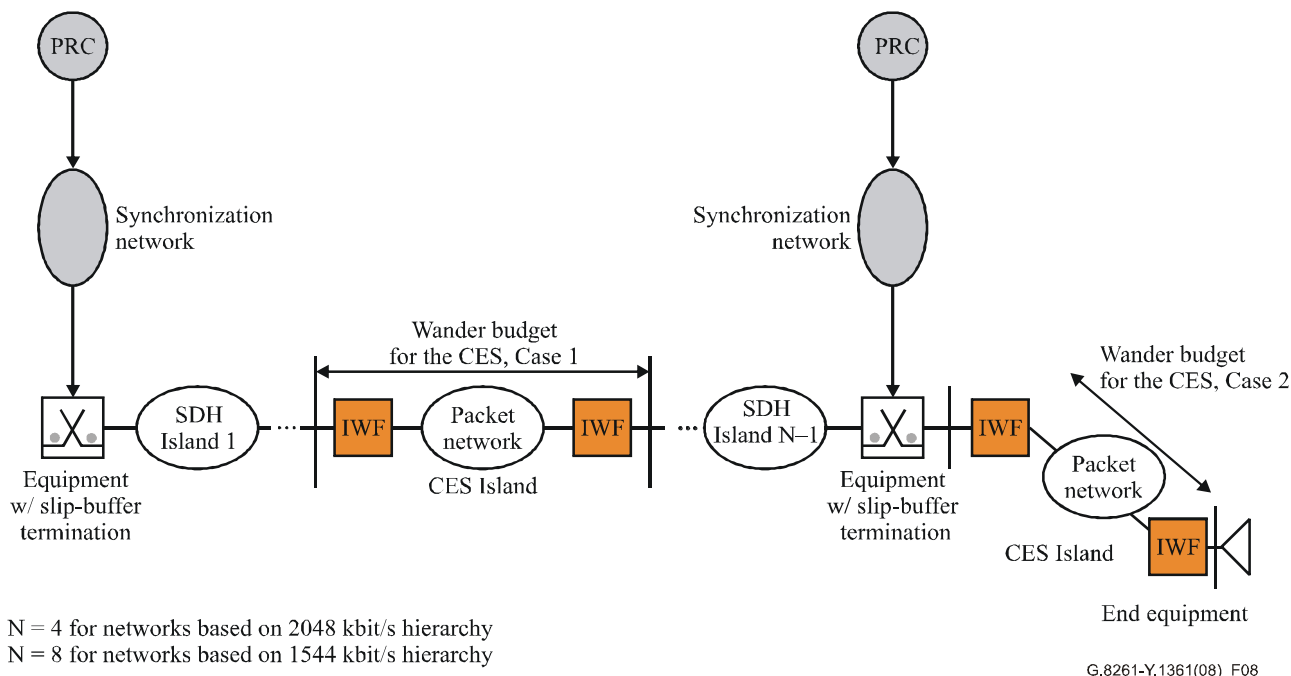 PRC
PRC
Synchronization
network
Synchronization
network
Wander budget
for the CES, Case 1
Wander budget
for the CES, Case 2
SDH
Island 1
IWF
Packet
network
IWF
SDH
Island N–1
IWF
Equipment
w/ slip-buffer
termination
CES Island
Equipment
w/ slip-buffer
termination
Packet
network
CES Island
IWF
End equipment
N = 4 for networks based on 2048 kbit/s hierarchy
N = 8 for networks based on 1544 kbit/s hierarchy
G.8261-Y.1361(08)_F08